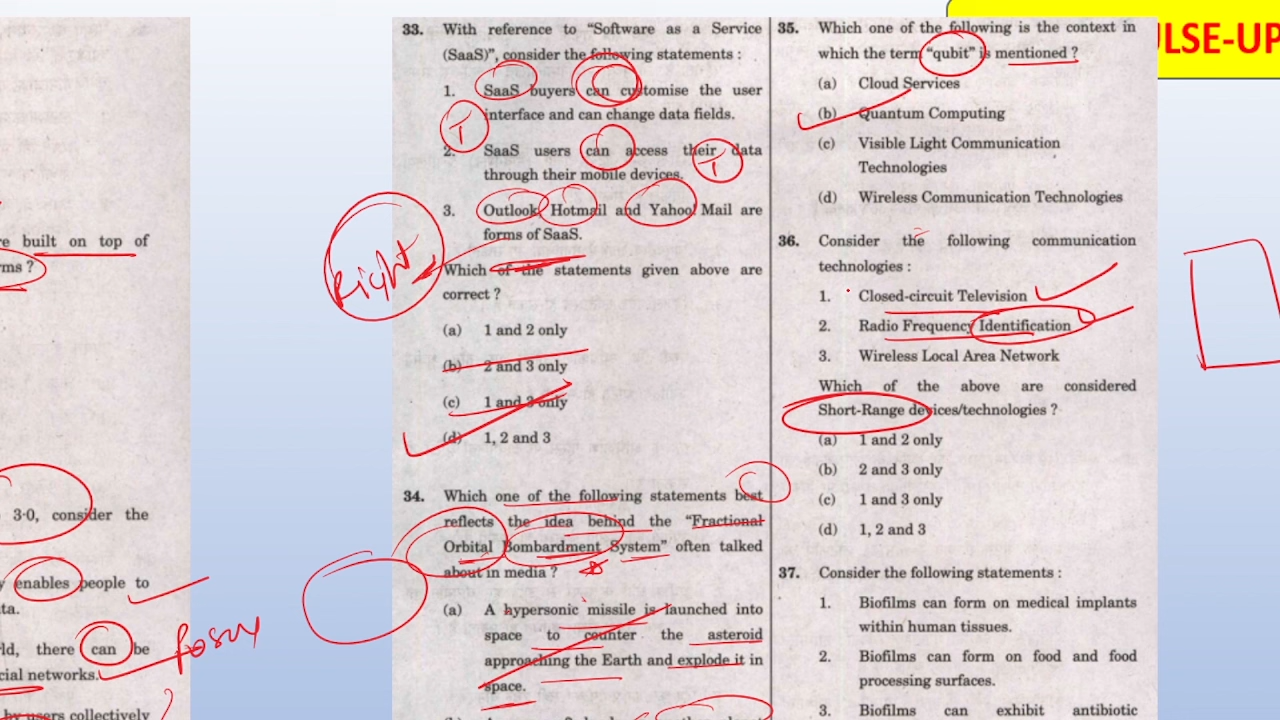 e built on top of
ms ?
3·0, consider the
enables people to
ta.
ld, there can be
cial networks.
by users collectively
forry
Right
33. With reference to “Software as a Service
(SaaS)”, consider the following statements :
1. SaaS buyers can customise the user
interface and can change data fields.
T
2. SaaS users can access their data
T
through their mobile devices.
3. Outlook, Hotmail and Yahoo! Mail are
forms of SaaS.
Which of the statements given above are
correct ?
(a) 1 and 2 only
(b) 2 and 3 only
(c) 1 and 3 only
(d) 1, 2 and 3
34. Which one of the following statements best
reflects the idea behind the “Fractional
Orbital Bombardment System” often talked
about in media ?
(a) A hypersonic missile is launched into
space to counter the asteroid
approaching the Earth and explode it in
space.
35. Which one of the following is the context in
which the term “qubit” is mentioned ?
(a) Cloud Services
(b) Quantum Computing
(c) Visible Light Communication
Technologies
(d) Wireless Communication Technologies
36. Consider the following communication
technologies :
1. Closed-circuit Television
2. Radio Frequency Identification
3. Wireless Local Area Network
Which of the above are considered
Short-Range devices/technologies ?
(a) 1 and 2 only
(b) 2 and 3 only
(c) 1 and 3 only
(d) 1, 2 and 3
37. Consider the following statements :
1. Biofilms can form on medical implants
within human tissues.
2. Biofilms can form on food and food
processing surfaces.
3. Biofilms can exhibit antibiotic
ULSE-UP